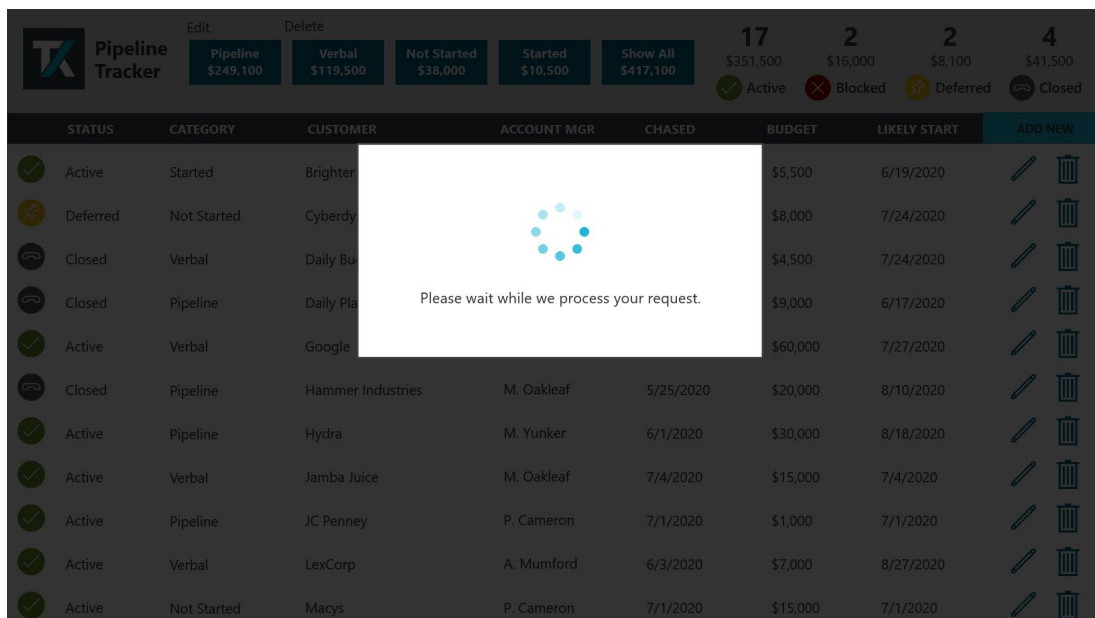 Edit Delete
TX Pipeline Tracker
Pipeline $249,100
Verbal $119,500
Not Started $38,000
Started $10,500
Show All $417,100
17 2 2 4
$351,500 $16,000 $8,100 $41,500
Active Blocked Deferred Closed
STATUS CATEGORY CUSTOMER ACCOUNT MGR CHASED BUDGET LIKELY START ADD NEW
Active Started Brighter $5,500 6/19/2020
Deferred Not Started Cyberdy $8,000 7/24/2020
Closed Verbal Daily Bu $4,500 7/24/2020
Closed Pipeline Daily Pla $9,000 6/17/2020
Active Verbal Google $60,000 7/27/2020
Please wait while we process your request.
Closed Pipeline Hammer Industries M. Oakleaf 5/25/2020 $20,000 8/10/2020
Active Pipeline Hydra M. Yunker 6/1/2020 $30,000 8/18/2020
Active Verbal Jamba Juice M. Oakleaf 7/4/2020 $15,000 7/4/2020
Active Pipeline JC Penney P. Cameron 7/1/2020 $1,000 7/1/2020
Active Verbal LexCorp A. Mumford 6/3/2020 $7,000 8/27/2020
Active Not Started Macys P. Cameron 7/1/2020 $15,000 7/1/2020